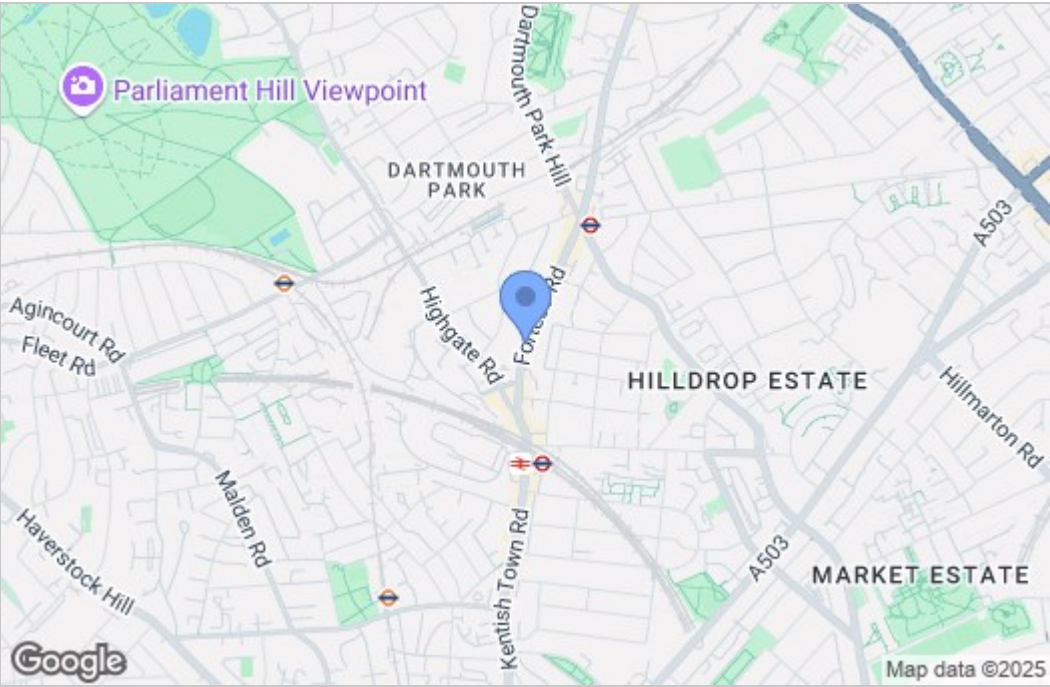 Dartmouth Park Hill
Parliament Hill Viewpoint
DARTMOUTH
PARK
A503
Agincourt Rd
Fleet Rd
Highgate Rd
Rd
HILLDROP ESTATE
Hillmarton Rd
Malden Rd
Haverstock Hill
Kentish Town Rd
A503
MARKET ESTATE
Google
Map data ©2025